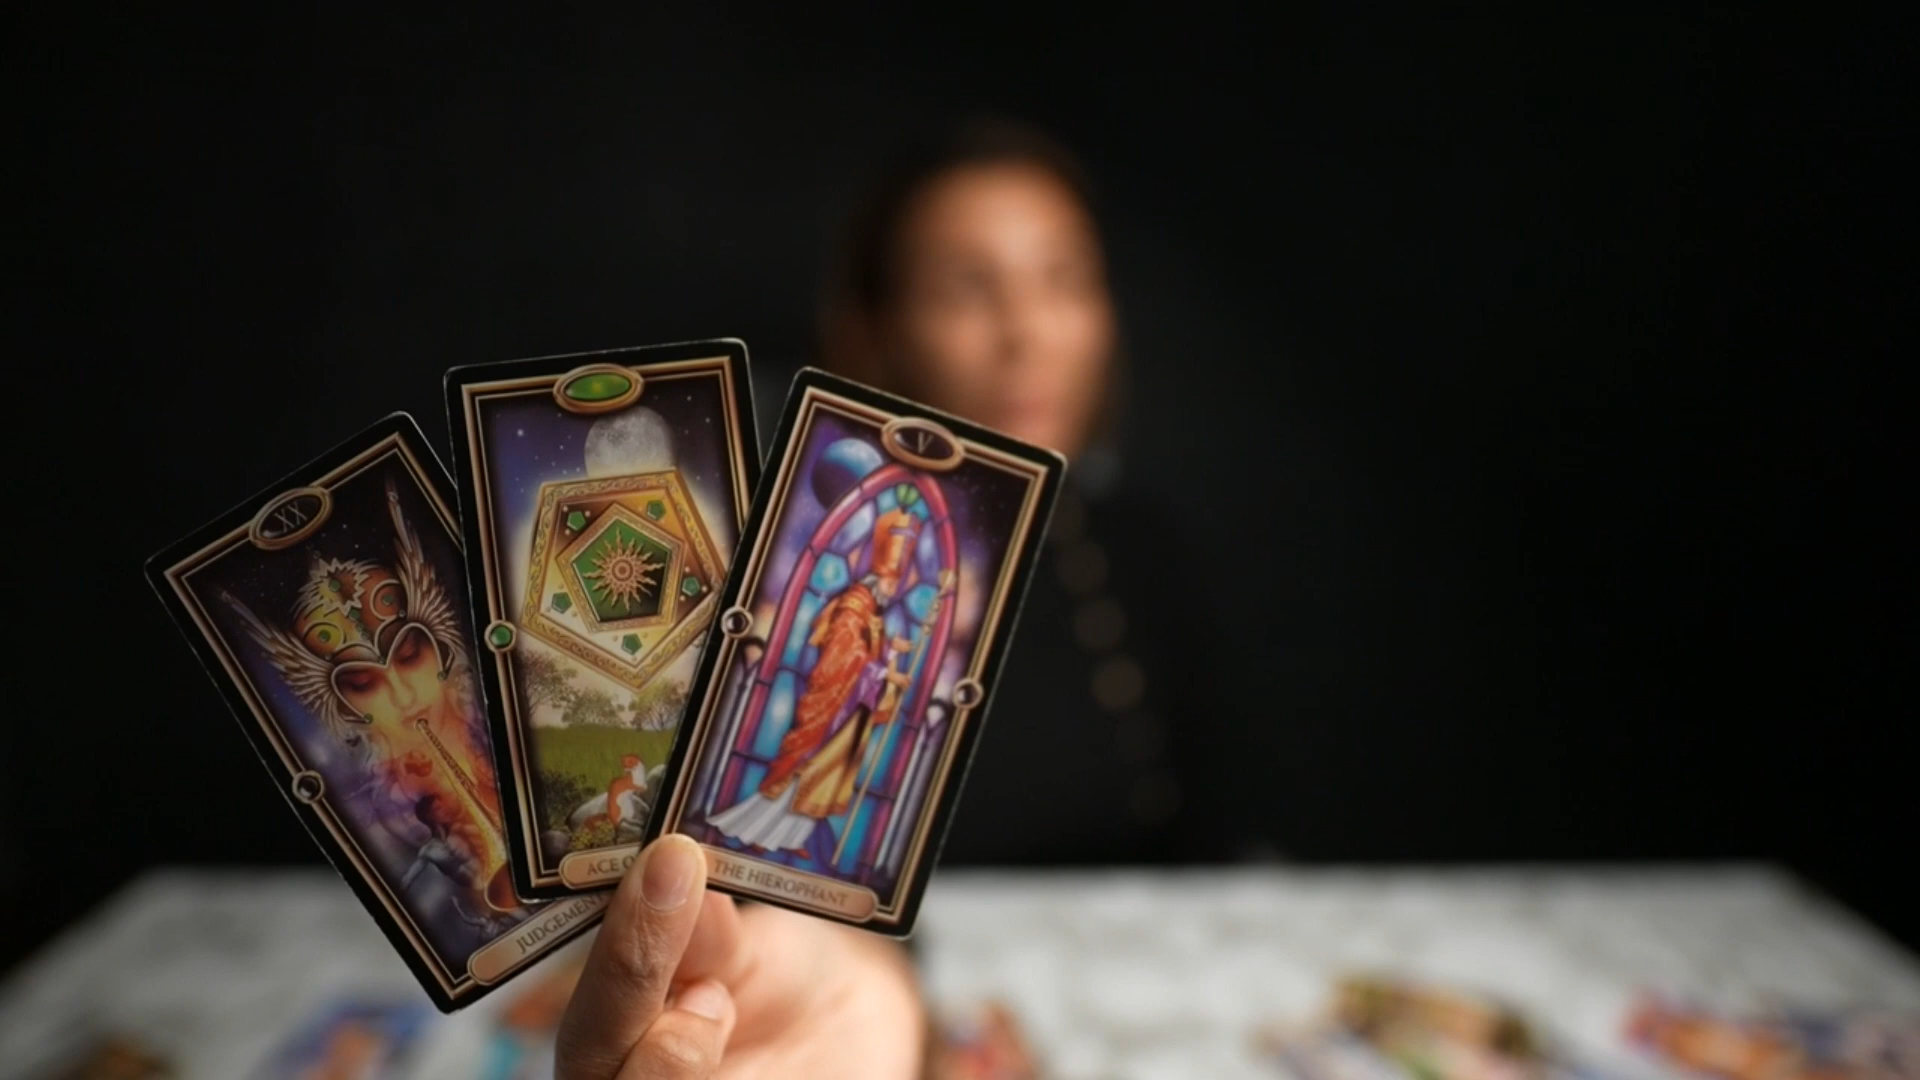 XX
JUDGEMENT
ACE O
V
THE HIEROPHANT